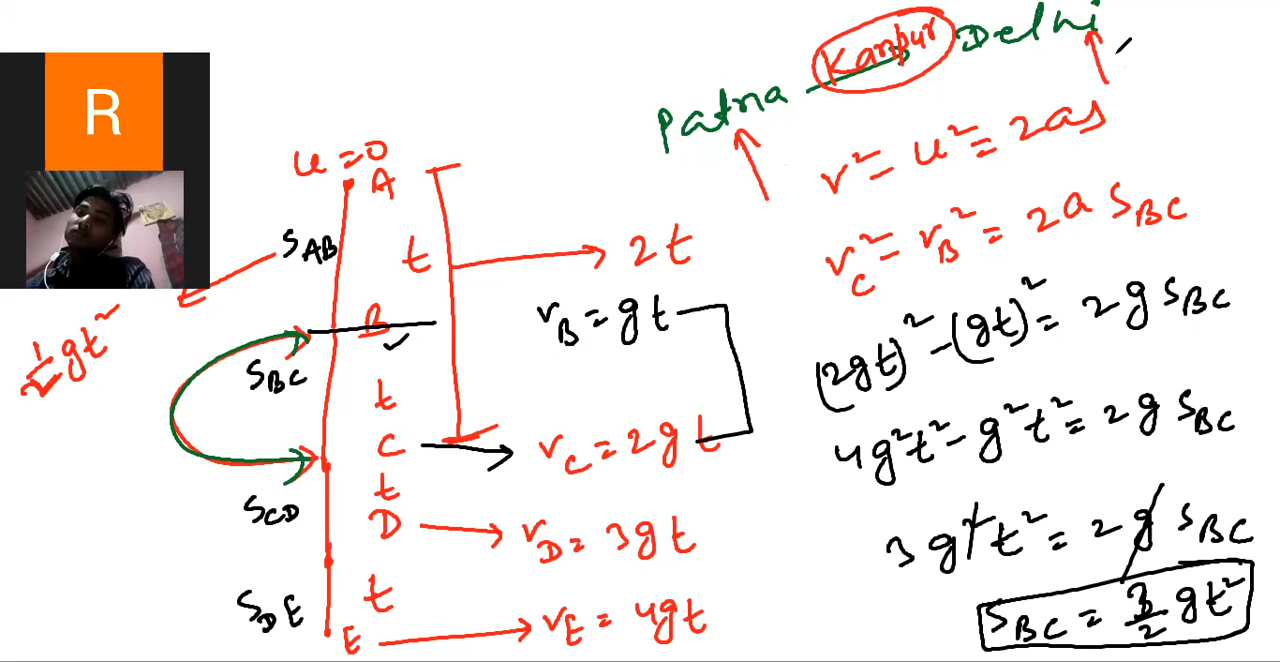 Patna - Kanpur Delhi
R
u = 0
A
S_AB
t
2t
B
½gt²
S_BC
t
C
S_CD
t
D
S_DE
t
E
v_B = gt
v_C = 2gt
v_D = 3gt
v_E = 4gt
v² - u² = 2as
v_C² - v_B² = 2a S_BC
(2gt)² - (gt)² = 2g S_BC
4g²t² - g²t² = 2g S_BC
3g²t² = 2g S_BC
S_BC = 3/2 gt²